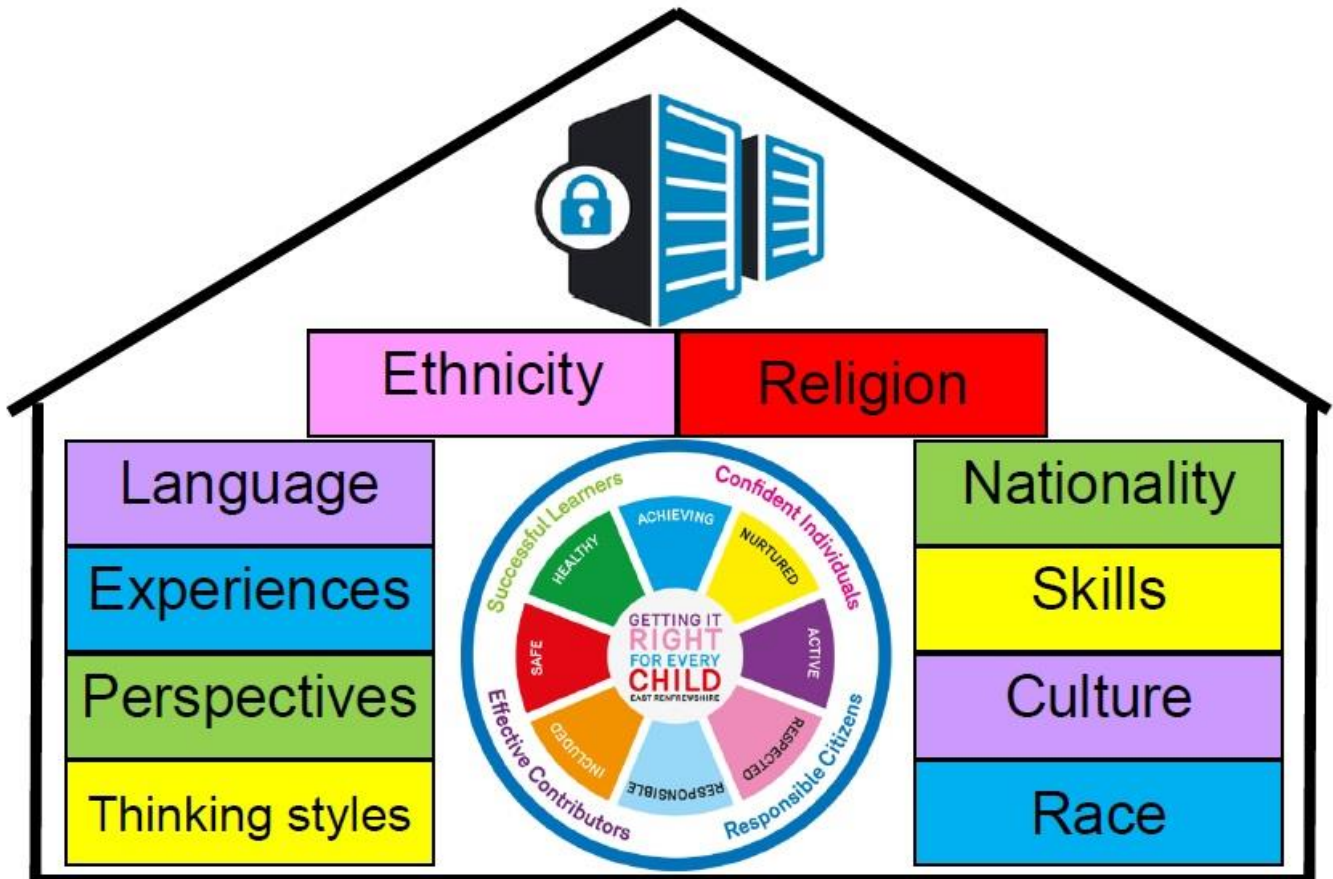 Ethnicity
Religion
Language
Experiences
Perspectives
Thinking styles
Successful Learners
Confident Individuals
Effective Contributors
Responsible Citizens
ACHIEVING
NURTURED
ACTIVE
RESPECTED
RESPONSIBLE
INCLUDED
SAFE
HEALTHY
GETTING IT
RIGHT
FOR EVERY
CHILD
EAST RENFREWSHIRE
Nationality
Skills
Culture
Race